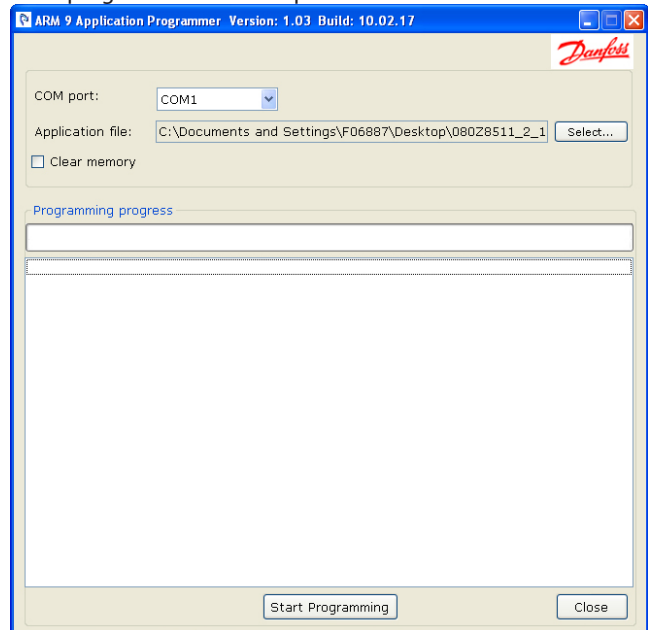 ARM 9 Application Programmer Version: 1.03 Build: 10.02.17
Danfoss
COM port:
COM1
Application file:
C:\Documents and Settings\F06887\Desktop\080Z8511_2_1
Select...
Clear memory
Programming progress
Start Programming
Close